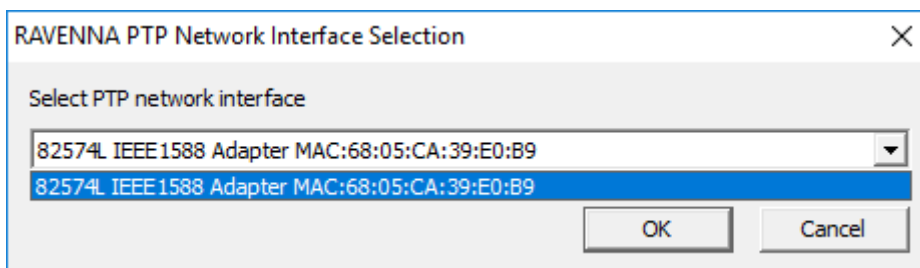 RAVENNA PTP Network Interface Selection
Select PTP network interface
82574L IEEE1588 Adapter MAC:68:05:CA:39:E0:B9
82574L IEEE1588 Adapter MAC:68:05:CA:39:E0:B9
OK Cancel